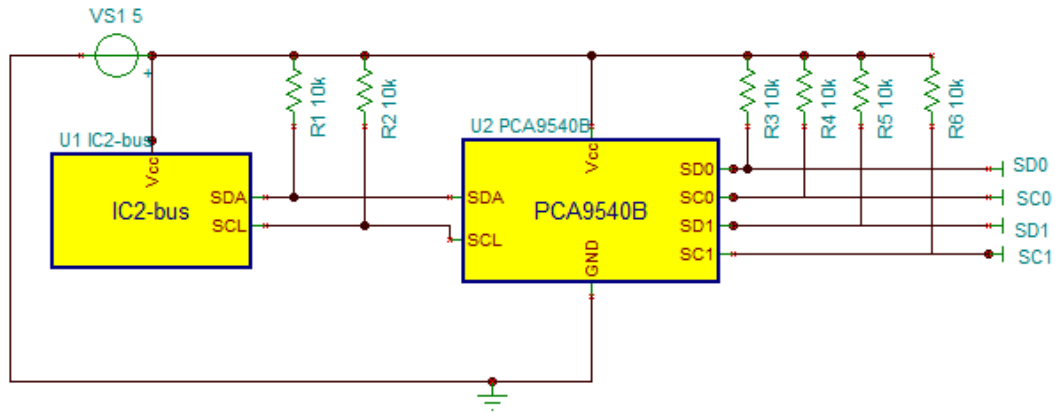 VS1 5
+
R1 10k
R2 10k
R3 10k
R4 10k
R5 10k
R6 10k
U1 IC2-bus
Vcc
SDA
SCL
IC2-bus
U2 PCA9540B
Vcc
SDA
SCL
PCA9540B
GND
SD0
SC0
SD1
SC1
SD0
SC0
SD1
SC1